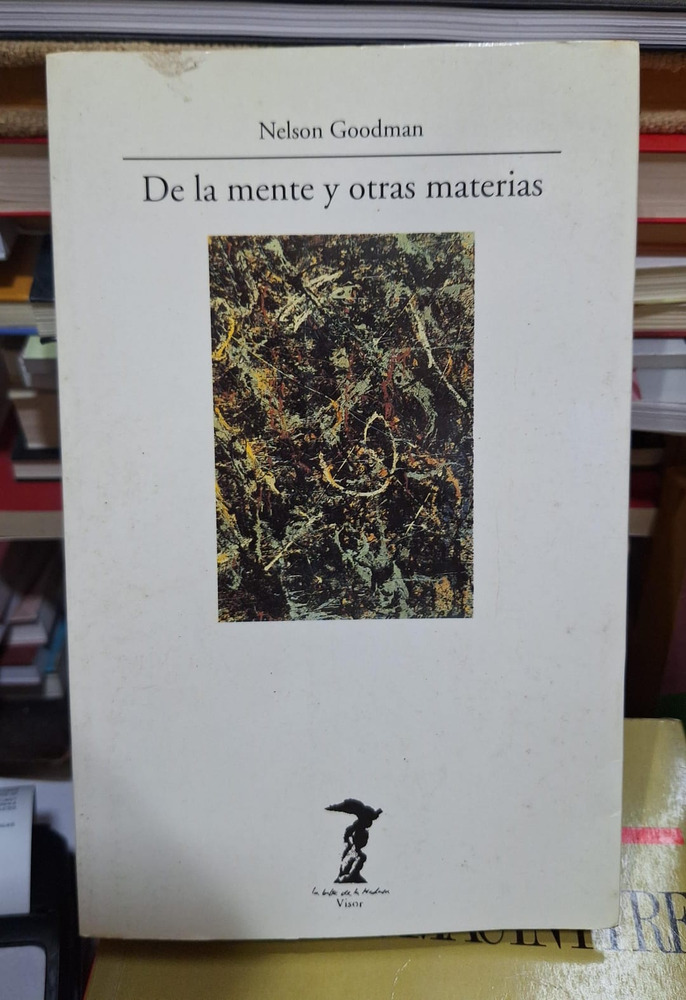 Nelson Goodman
De la mente y otras materias
la balsa de la Medusa
Visor